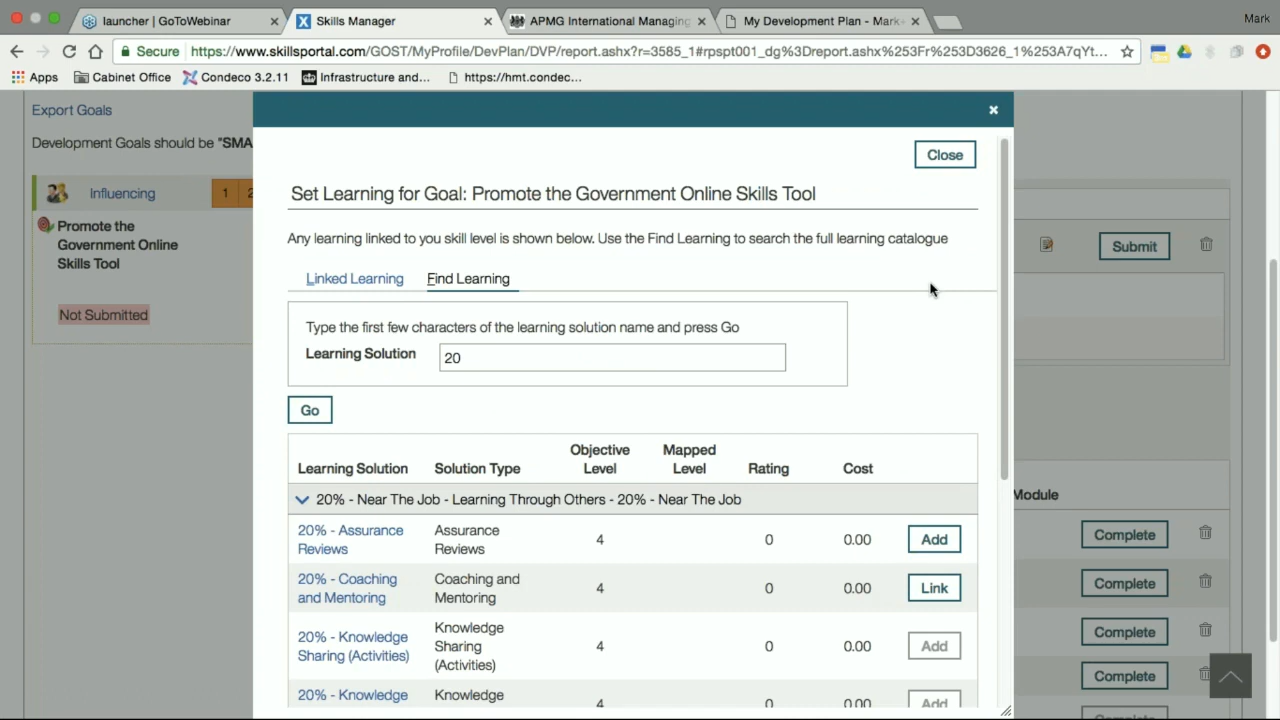 launcher | GoToWebinar
Skills Manager
APMG International Managing
My Development Plan - Mark
Mark
Secure https://www.skillsportal.com/GOST/MyProfile/DevPlan/DVP/report.ashx?r=3585_1#rpspt001_dg%3Dreport.ashx%253Fr%253D3626_1%253A7qYt...
Apps Cabinet Office Condeco 3.2.11 Infrastructure and... https://hmt.condec...
Export Goals
Development Goals should be "SMA
Influencing 1 2
Promote the
Government Online
Skills Tool
Not Submitted
Close
Set Learning for Goal: Promote the Government Online Skills Tool
Any learning linked to you skill level is shown below. Use the Find Learning to search the full learning catalogue
Linked Learning Find Learning
Type the first few characters of the learning solution name and press Go
Learning Solution 20
Go
Learning Solution Solution Type Objective Level Mapped Level Rating Cost
20% - Near The Job - Learning Through Others - 20% - Near The Job
20% - Assurance Reviews Assurance Reviews 4 0 0.00 Add
20% - Coaching and Mentoring Coaching and Mentoring 4 0 0.00 Link
20% - Knowledge Sharing (Activities) Knowledge Sharing (Activities) 4 0 0.00 Add
20% - Knowledge Knowledge 4 0 0.00 Add
Submit
Module
Complete
Complete
Complete
Complete
Complete